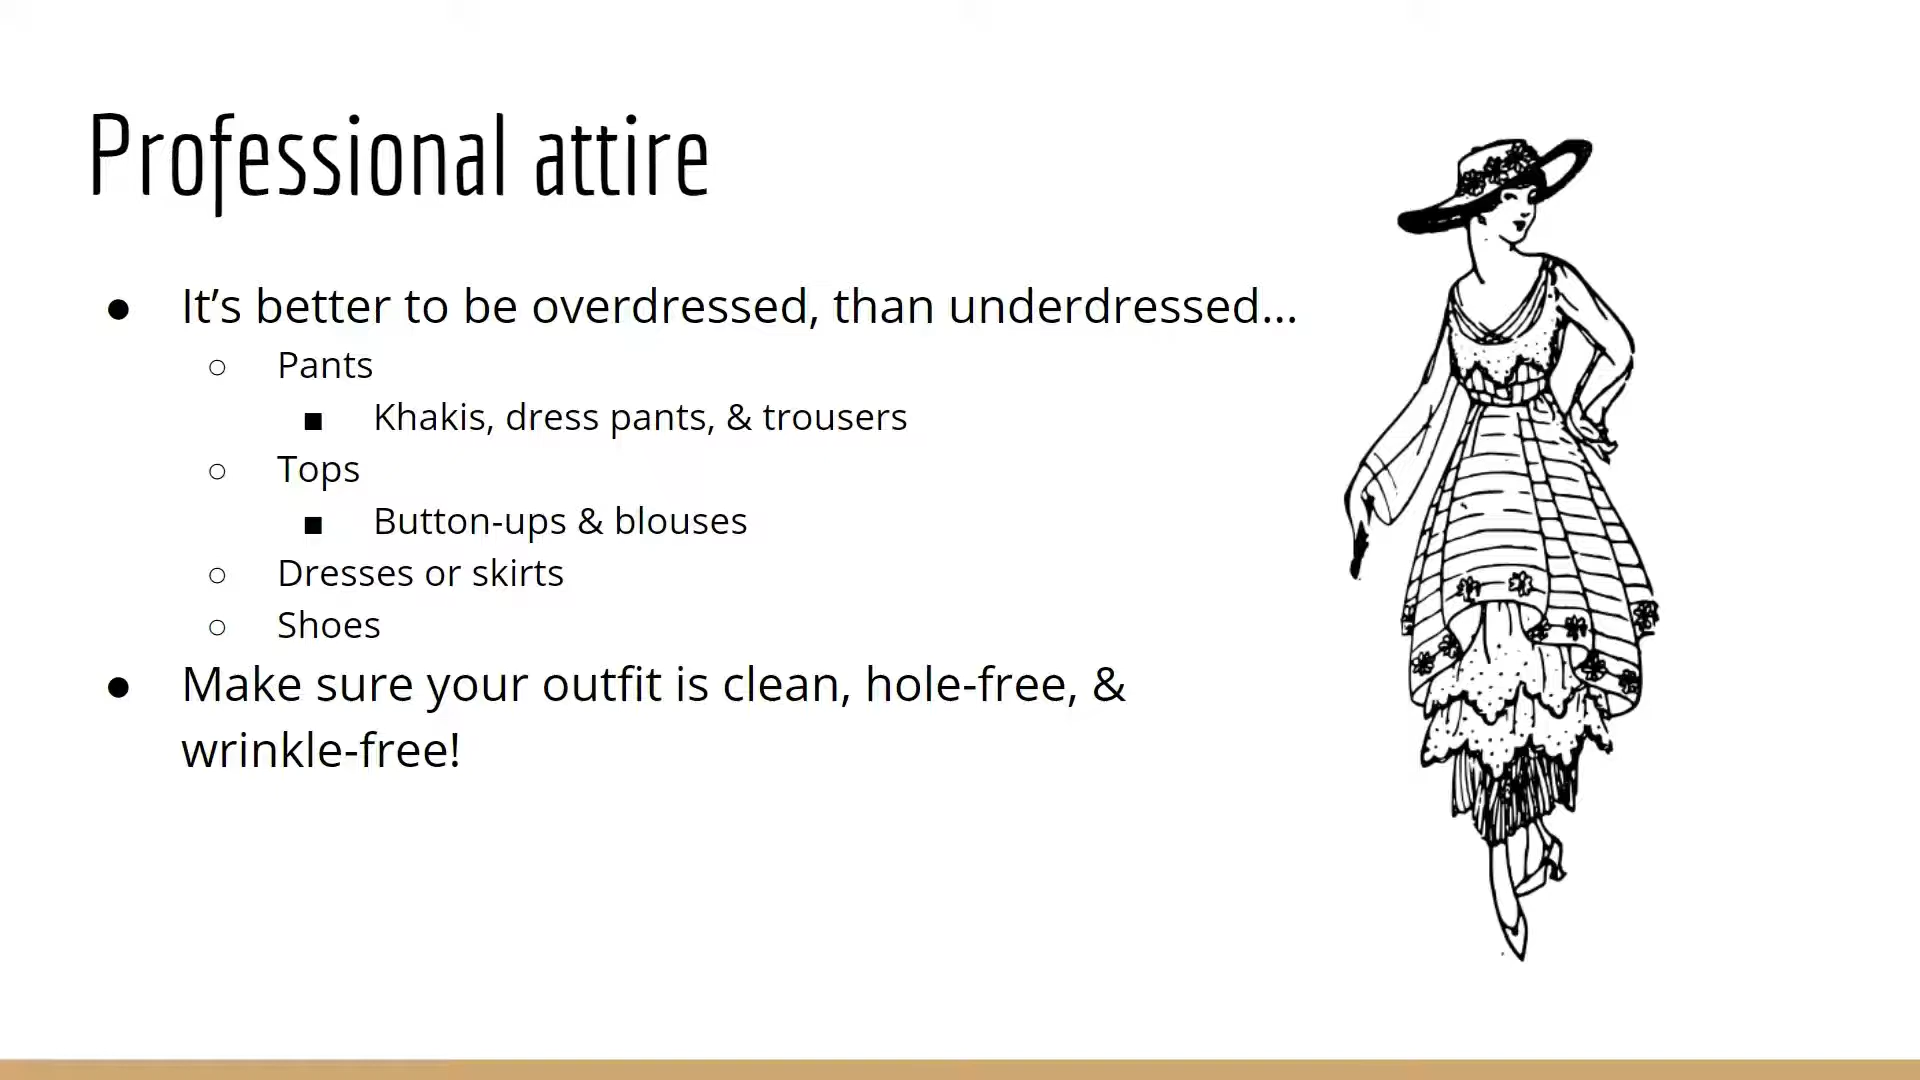 Professional attire
● It’s better to be overdressed, than underdressed...
○ Pants
■ Khakis, dress pants, & trousers
○ Tops
■ Button-ups & blouses
○ Dresses or skirts
○ Shoes
● Make sure your outfit is clean, hole-free, &
wrinkle-free!